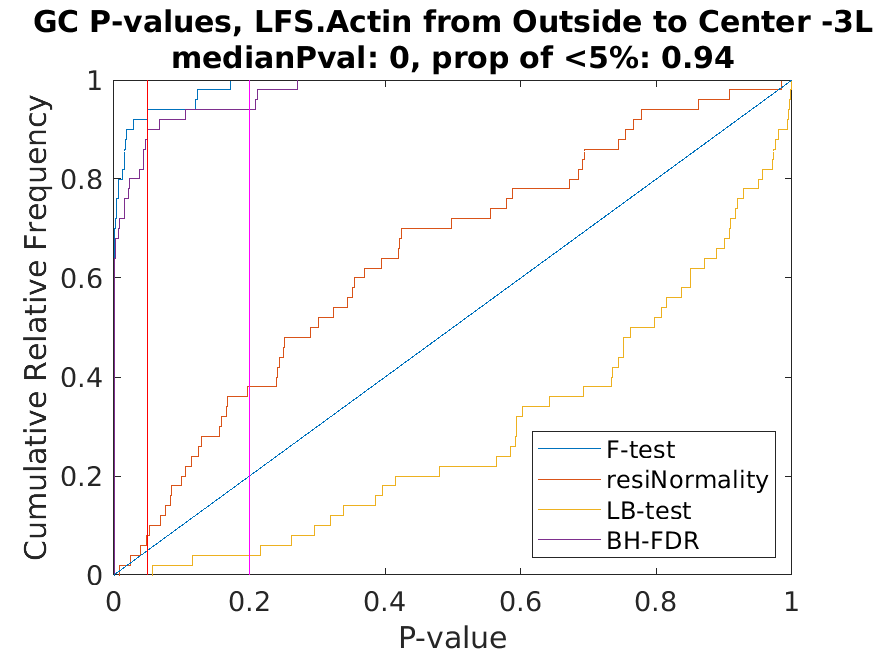 GC P-values, LFS.Actin from Outside to Center -3L
medianPval: 0, prop of <5%: 0.94
Cumulative Relative Frequency
1
0.8
0.6
0.4
0.2
0
F-test
resiNormality
LB-test
BH-FDR
0 0.2 0.4 0.6 0.8 1
P-value